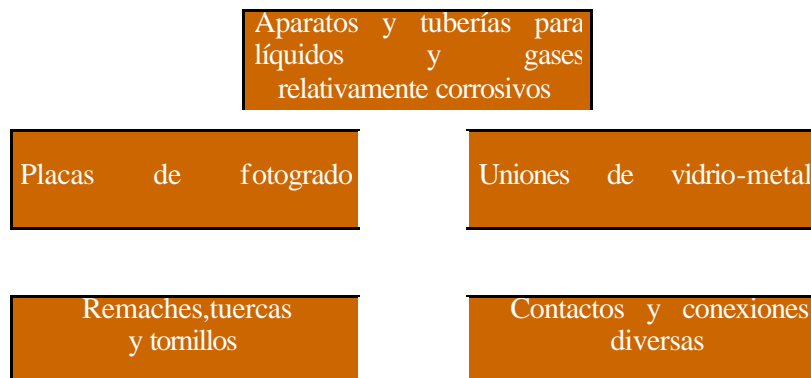 Aparatos y tuberías para
líquidos y gases
relativamente corrosivos
Placas de fotogrado
Uniones de vidrio-metal
Remaches,tuercas
y tornillos
Contactos y conexiones
diversas